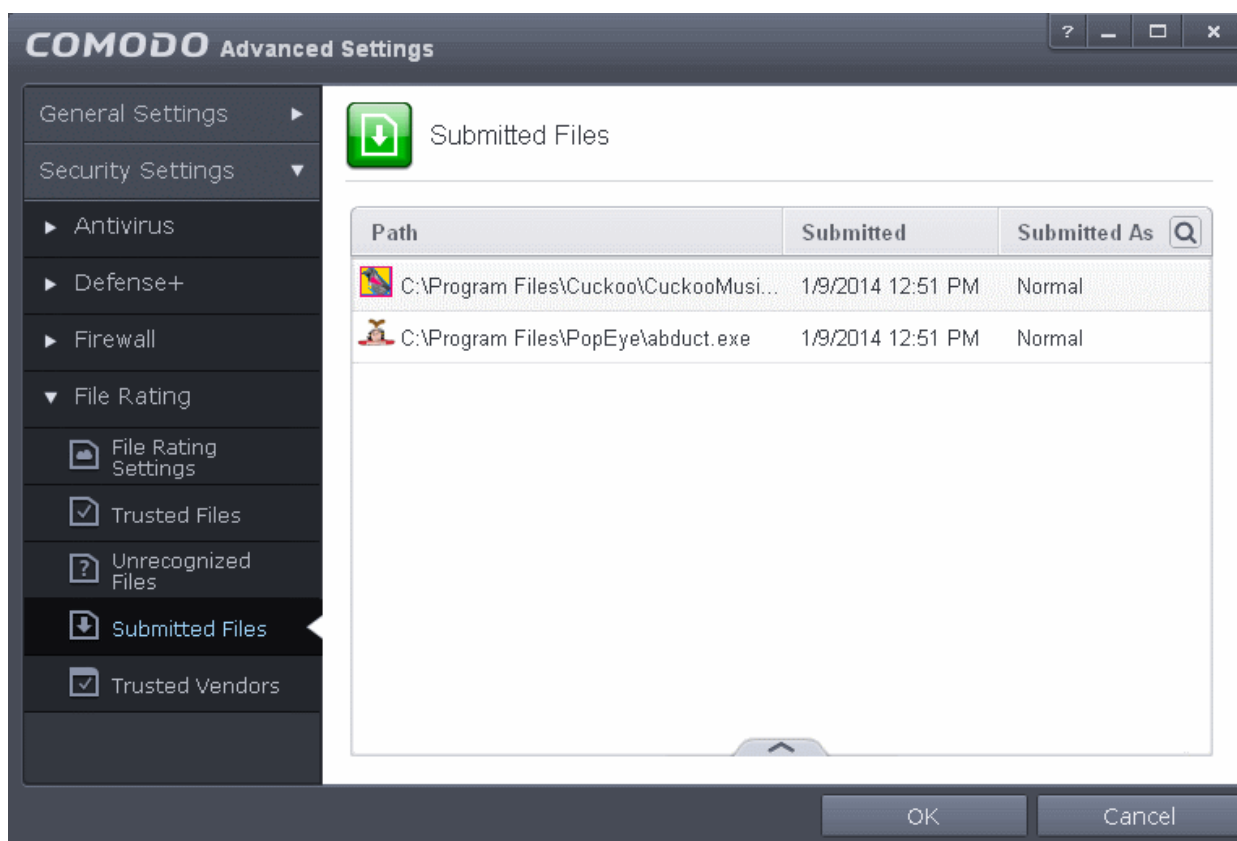 COMODO Advanced Settings
General Settings
Security Settings
Antivirus
Defense+
Firewall
File Rating
File Rating
Settings
Trusted Files
Unrecognized
Files
Submitted Files
Trusted Vendors
Submitted Files
Path Submitted Submitted As
C:\Program Files\Cuckoo\CuckooMusi... 1/9/2014 12:51 PM Normal
C:\Program Files\PopEye\abduct.exe 1/9/2014 12:51 PM Normal
OK Cancel